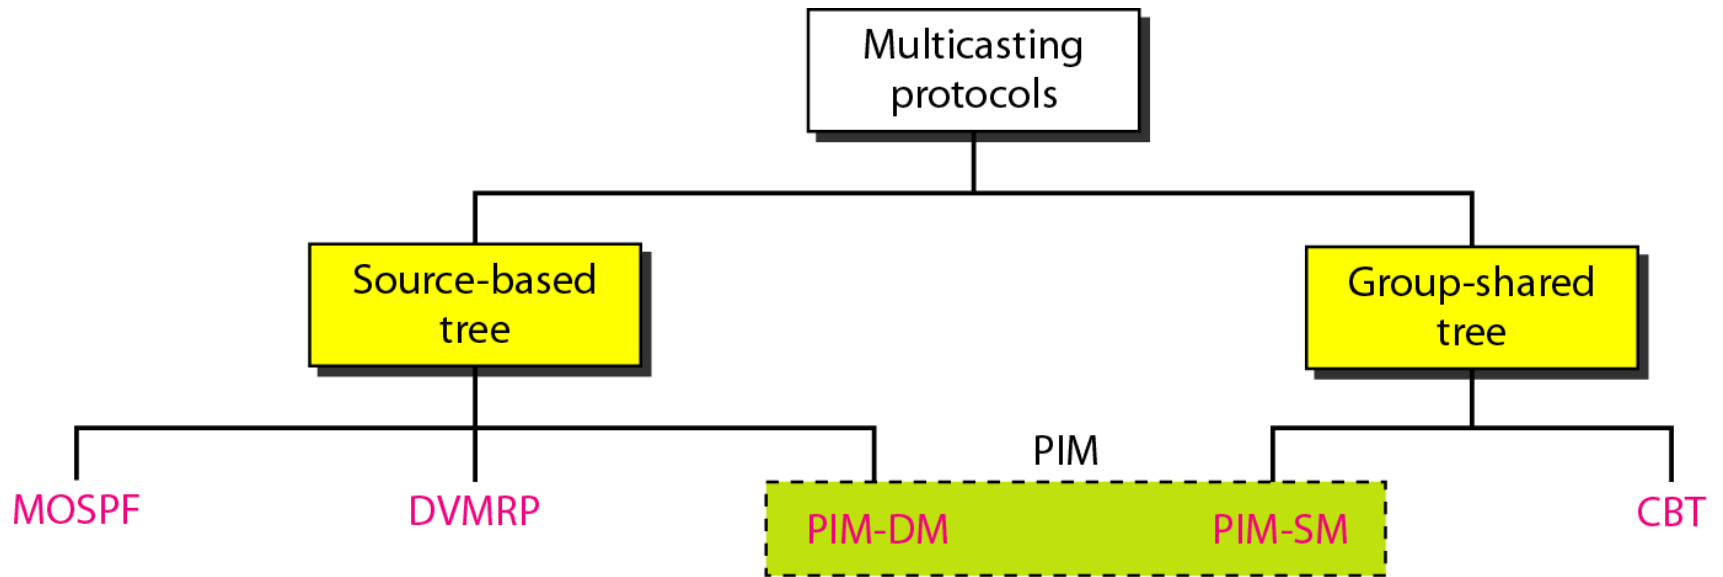 Multicasting
protocols
Source-based
tree
Group-shared
tree
PIM
MOSPF
DVMRP
PIM-DM
PIM-SM
CBT